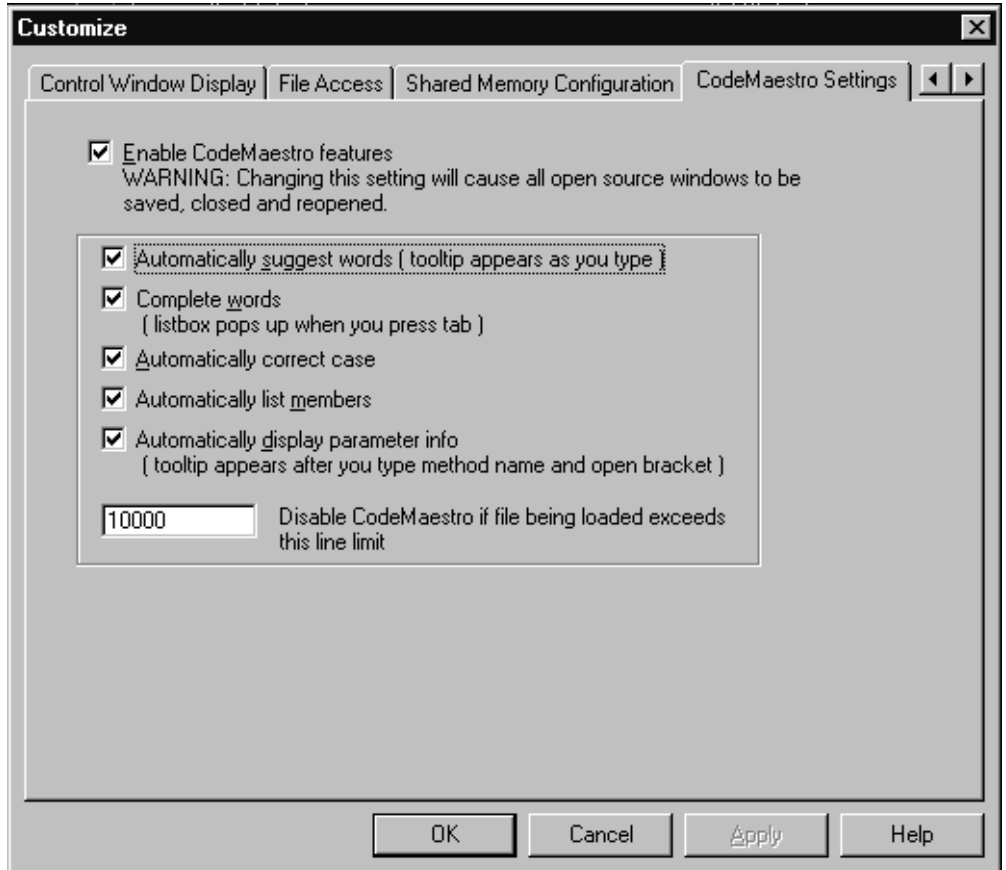 Customize
Control Window Display
File Access
Shared Memory Configuration
CodeMaestro Settings
Enable CodeMaestro features
WARNING: Changing this setting will cause all open source windows to be
saved, closed and reopened.
Automatically suggest words ( tooltip appears as you type )
Complete words
( listbox pops up when you press tab )
Automatically correct case
Automatically list members
Automatically display parameter info
( tooltip appears after you type method name and open bracket )
10000
Disable CodeMaestro if file being loaded exceeds
this line limit
OK
Cancel
Apply
Help